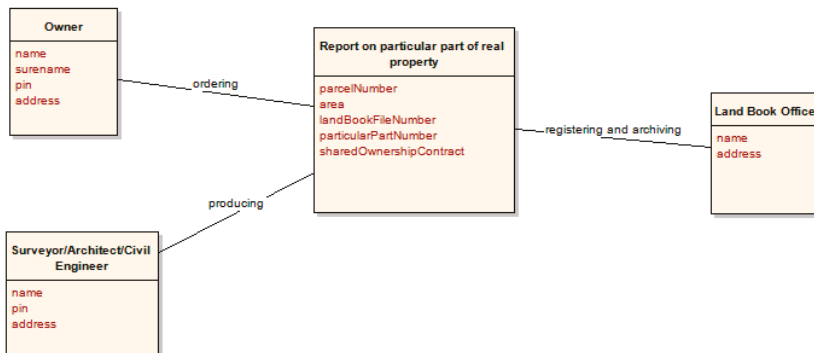 Owner
name
surename
pin
address
ordering
Report on particular part of real
property
parcelNumber
area
landBookFileNumber
particularPartNumber
sharedOwnershipContract
registering and archiving
Land Book Office
name
address
producing
Surveyor/Architect/Civil
Engineer
name
pin
address